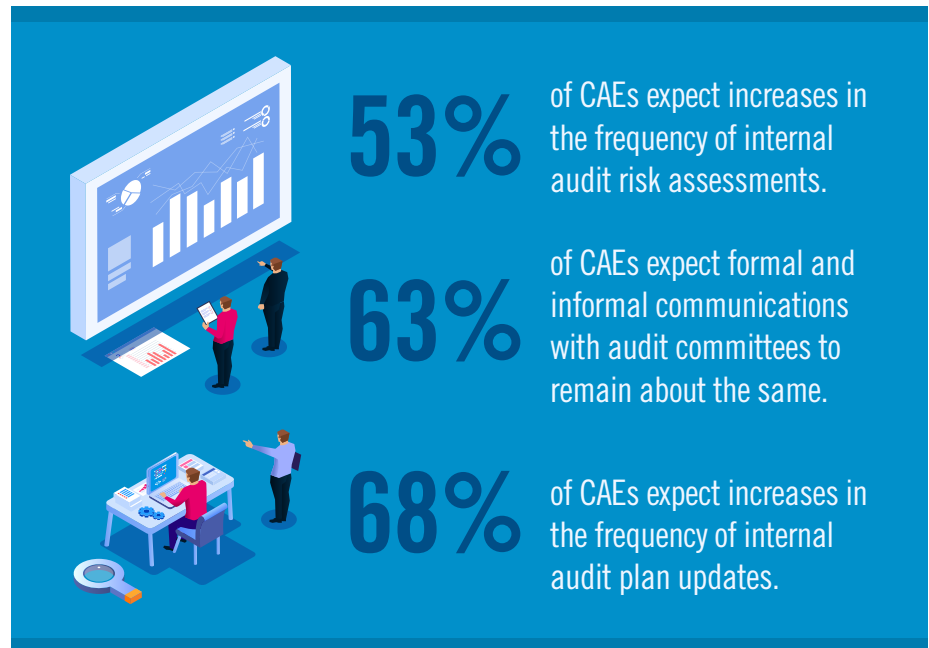 53%
of CAEs expect increases in
the frequency of internal
audit risk assessments.
63%
of CAEs expect formal and
informal communications
with audit committees to
remain about the same.
68%
of CAEs expect increases in
the frequency of internal
audit plan updates.